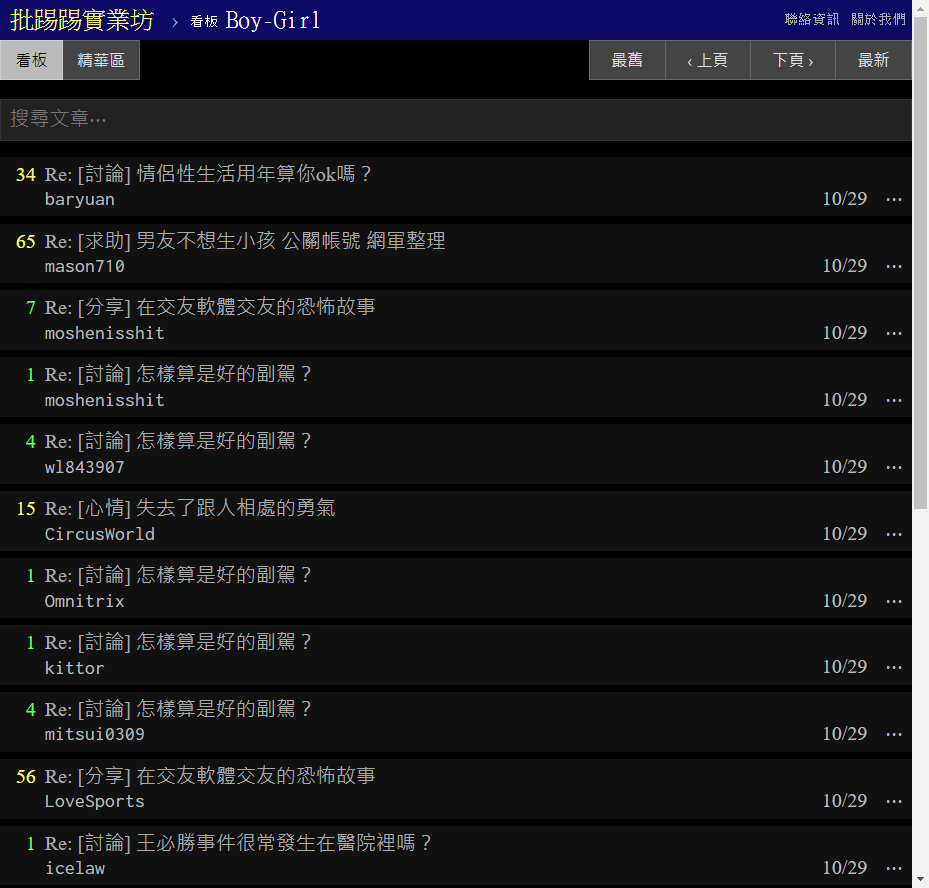 批踢踢實業坊 › 看板 Boy-Girl 聯絡資訊 關於我們
看板 精華區 最舊 ‹ 上頁 下頁 › 最新
搜尋文章⋯
34 Re: [討論] 情侶性生活用年算你ok嗎？
baryuan 10/29 ⋯
65 Re: [求助] 男友不想生小孩 公關帳號 網軍整理
mason710 10/29 ⋯
7 Re: [分享] 在交友軟體交友的恐怖故事
moshenisshit 10/29 ⋯
1 Re: [討論] 怎樣算是好的副駕？
moshenisshit 10/29 ⋯
4 Re: [討論] 怎樣算是好的副駕？
wl843907 10/29 ⋯
15 Re: [心情] 失去了跟人相處的勇氣
CircusWorld 10/29 ⋯
1 Re: [討論] 怎樣算是好的副駕？
Omnitrix 10/29 ⋯
1 Re: [討論] 怎樣算是好的副駕？
kittor 10/29 ⋯
4 Re: [討論] 怎樣算是好的副駕？
mitsui0309 10/29 ⋯
56 Re: [分享] 在交友軟體交友的恐怖故事
LoveSports 10/29 ⋯
1 Re: [討論] 王必勝事件很常發生在醫院裡嗎？
icelaw 10/29 ⋯